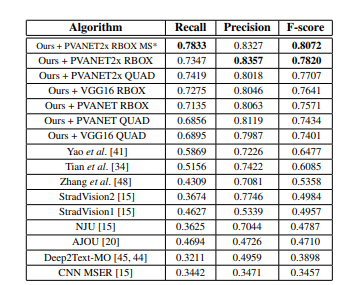 Algorithm Recall Precision F-score
Ours + PVANET2x RBOX MS* 0.7833 0.8327 0.8072
Ours + PVANET2x RBOX 0.7347 0.8357 0.7820
Ours + PVANET2x QUAD 0.7419 0.8018 0.7707
Ours + VGG16 RBOX 0.7275 0.8046 0.7641
Ours + PVANET RBOX 0.7135 0.8063 0.7571
Ours + PVANET QUAD 0.6856 0.8119 0.7434
Ours + VGG16 QUAD 0.6895 0.7987 0.7401
Yao et al. [41] 0.5869 0.7226 0.6477
Tian et al. [34] 0.5156 0.7422 0.6085
Zhang et al. [48] 0.4309 0.7081 0.5358
StradVision2 [15] 0.3674 0.7746 0.4984
StradVision1 [15] 0.4627 0.5339 0.4957
NJU [15] 0.3625 0.7044 0.4787
AJOU [20] 0.4694 0.4726 0.4710
Deep2Text-MO [45, 44] 0.3211 0.4959 0.3898
CNN MSER [15] 0.3442 0.3471 0.3457